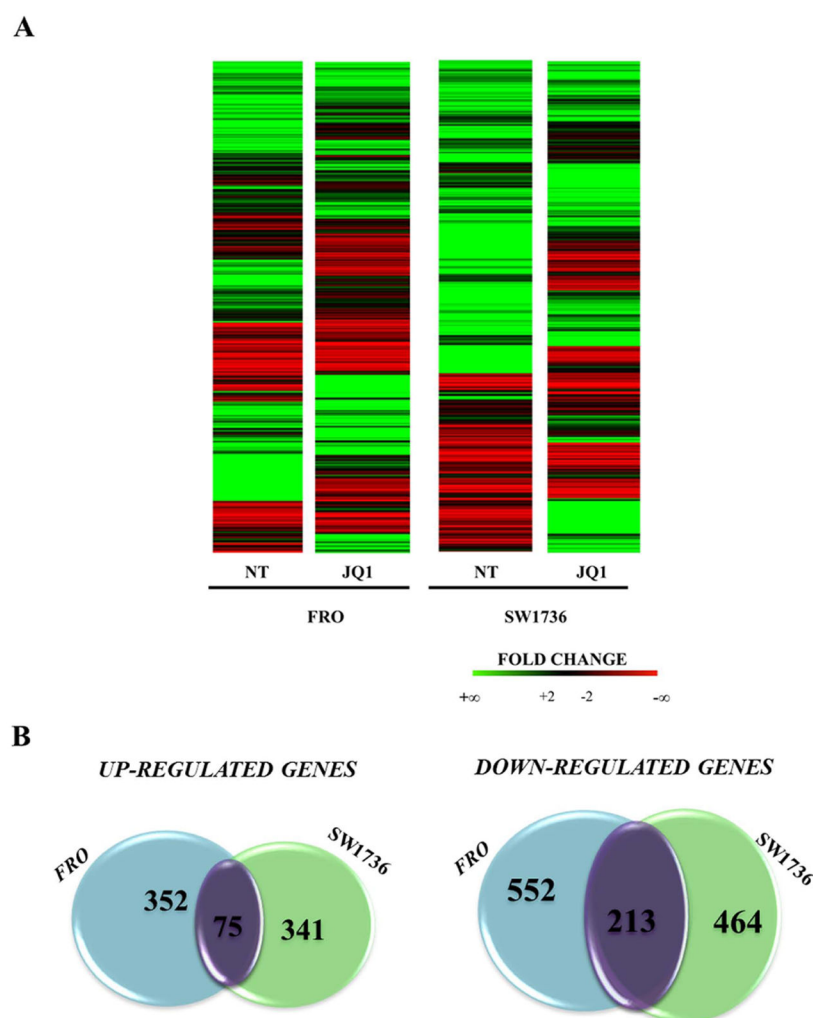 A
NT JQ1 NT JQ1
FRO SW1736
FOLD CHANGE
+∞ +2 -2 -∞
B
UP-REGULATED GENES DOWN-REGULATED GENES
FRO SW1736 FRO SW1736
352 75 341 552 213 464